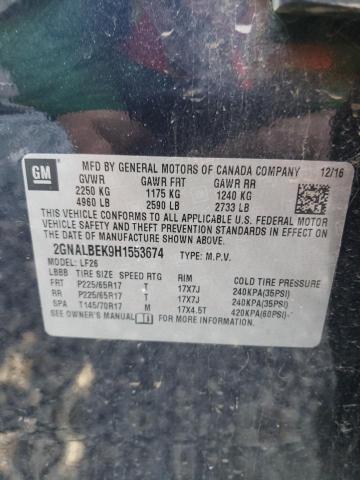 GM
MFD BY GENERAL MOTORS OF CANADA COMPANY 12/16
GVWR GAWR FRT GAWR RR
2250 KG 1175 KG 1240 KG
4960 LB 2590 LB 2733 LB
THIS VEHICLE CONFORMS TO ALL APPLICABLE U.S. FEDERAL MOTOR
VEHICLE SAFETY AND THEFT PREVENTION STANDARDS IN EFFECT ON
THE DATE OF MANUFACTURE SHOWN ABOVE.
2GNALBEK9H1553674 TYPE: M.P.V.
MODEL: LF26
LBBB TIRE SIZE SPEED RTG RIM COLD TIRE PRESSURE
FRT P225/65R17 T 17X7J 240KPA(35PSI)
RR P225/65R17 T 17X7J 240KPA(35PSI)
SPA T145/70R17 M 17X4.5T 420KPA(60PSI)
SEE OWNER'S MANUAL FOR MORE INFORMATION